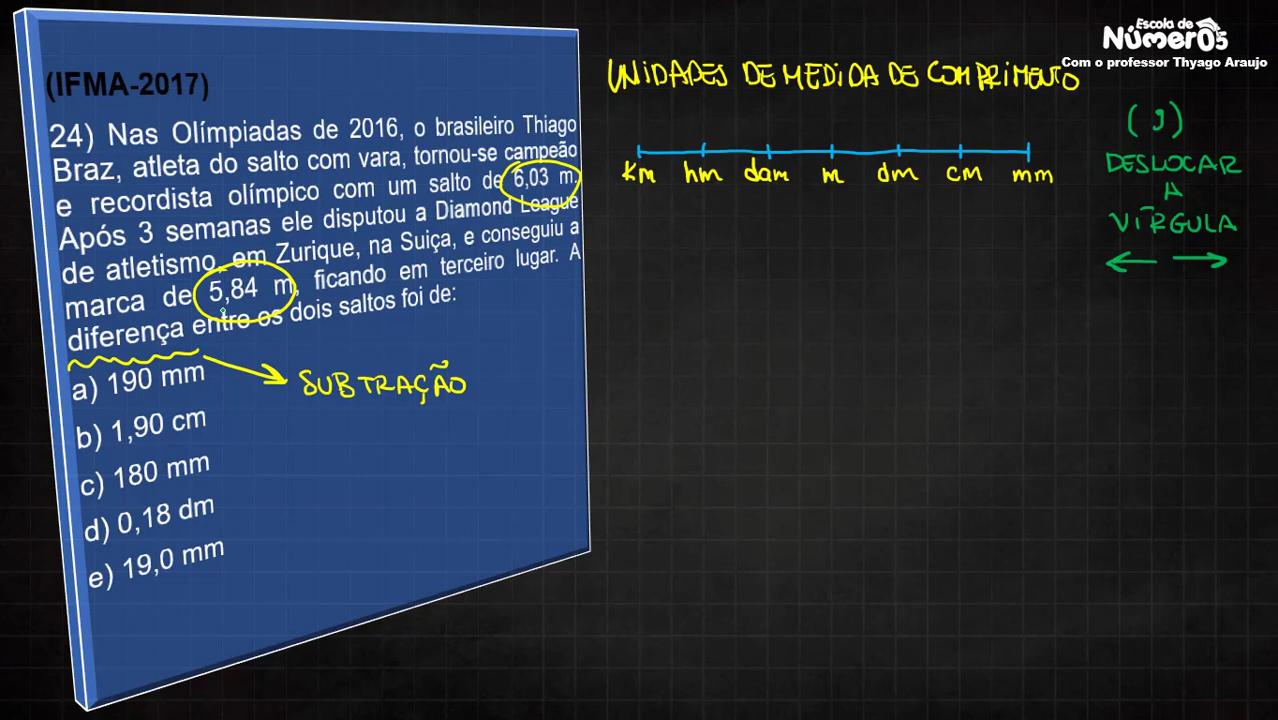 (IFMA-2017)
24) Nas Olímpiadas de 2016, o brasileiro Thiago
Braz, atleta do salto com vara, tornou-se campeão
e recordista olímpico com um salto de 6,03 m.
Após 3 semanas ele disputou a Diamond League
de atletismo, em Zurique, na Suiça, e conseguiu a
marca de 5,84 m, ficando em terceiro lugar. A
diferença entre os dois saltos foi de:
a) 190 mm
b) 1,90 cm
c) 180 mm
d) 0,18 dm
e) 19,0 mm
SUBTRAÇÃO
UNIDADES DE MEDIDA DE COMPRIMENTO
km hm dam m dm cm mm
Escola de
Número5
Com o professor Thyago Araujo
(,)
DESLOCAR
A
VÍRGULA